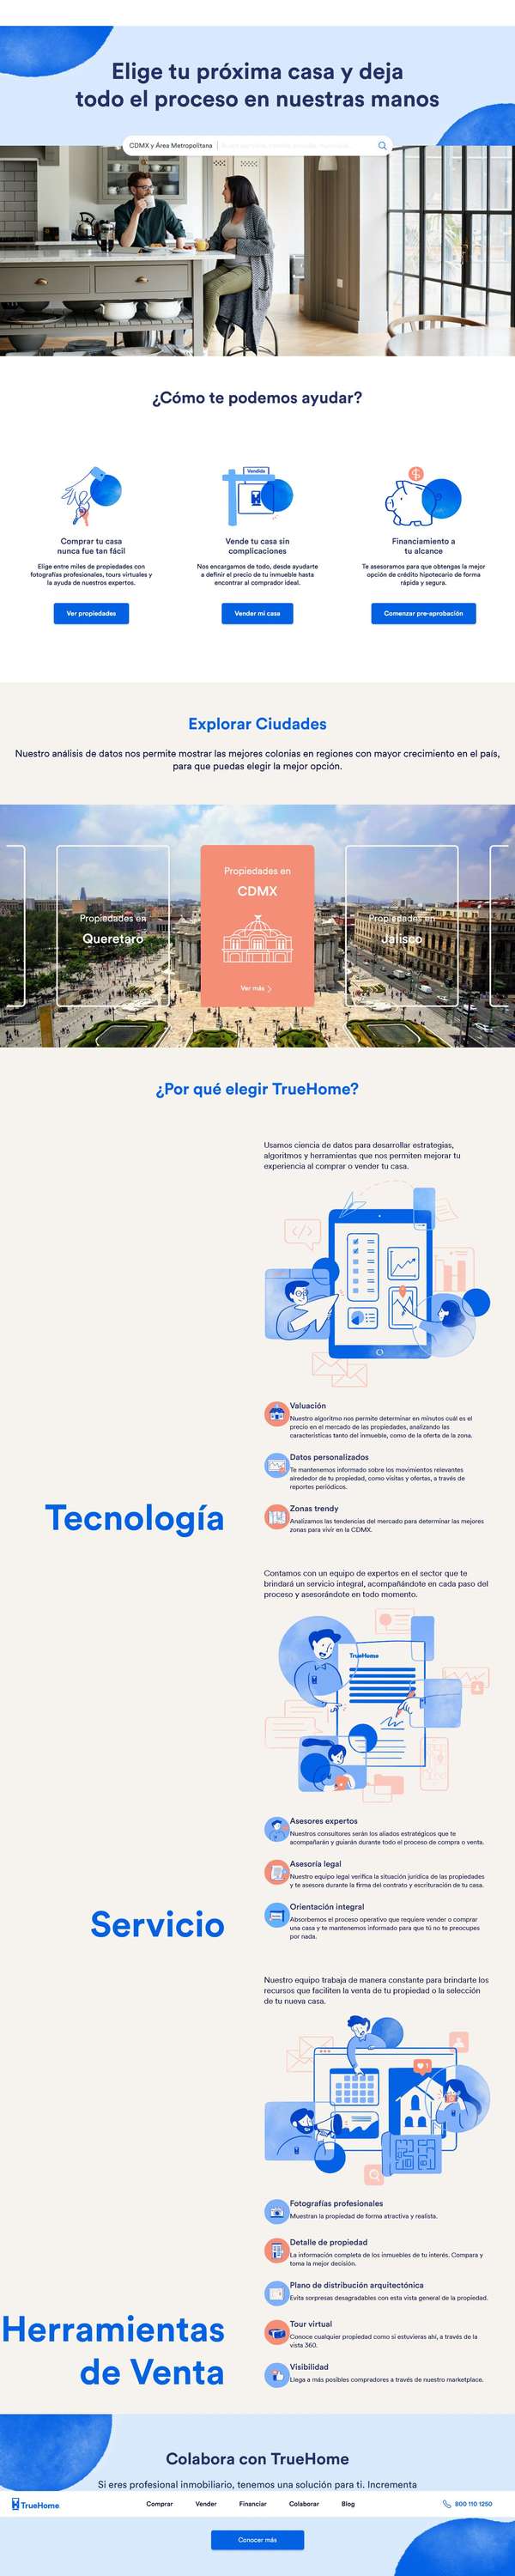 Elige tu próxima casa y deja
todo el proceso en nuestras manos
CDMX y Área Metropolitana
¿Cómo te podemos ayudar?
Comprar tu casa
nunca fue tan fácil
Elige entre miles de propiedades con
fotografías profesionales, tours virtuales y
la ayuda de nuestros expertos.
Ver propiedades
Vendida
Vende tu casa sin
complicaciones
Nos encargamos de todo, desde ayudarte
a definir el precio de tu inmueble hasta
encontrar al comprador ideal.
Vender mi casa
Financiamiento a
tu alcance
Te asesoramos para que obtengas la mejor
opción de crédito hipotecario de forma
rápida y segura.
Comenzar pre-aprobación
Explorar Ciudades
Nuestro análisis de datos nos permite mostrar las mejores colonias en regiones con mayor crecimiento en el país,
para que puedas elegir la mejor opción.
Propiedades en
Queretaro
Propiedades en
CDMX
Ver más
Propiedades en
Jalisco
¿Por qué elegir TrueHome?
Tecnología
Usamos ciencia de datos para desarrollar estrategias,
algoritmos y herramientas que nos permiten mejorar tu
experiencia al comprar o vender tu casa.
Valuación
Nuestro algoritmo nos permite determinar en minutos cuál es el
precio en el mercado de las propiedades, analizando las
características tanto del inmueble, como de la oferta de la zona.
Datos personalizados
Te mantenemos informado sobre los movimientos relevantes
alrededor de tu propiedad, como visitas y ofertas, a través de
reportes periódicos.
Zonas trendy
Analizamos las tendencias del mercado para determinar las mejores
zonas para vivir en la CDMX.
Servicio
Contamos con un equipo de expertos en el sector que te
brindará un servicio integral, acompañándote en cada paso del
proceso y asesorándote en todo momento.
TrueHome
Asesores expertos
Nuestros consultores serán los aliados estratégicos que te
acompañarán y guiarán durante todo el proceso de compra o venta.
Asesoría legal
Nuestro equipo legal verifica la situación jurídica de las propiedades
y te asesora durante la firma del contrato y escrituración de tu casa.
Orientación integral
Absorbemos el proceso operativo que requiere vender o comprar
una casa y te mantenemos informado para que tú no te preocupes
por nada.
Herramientas
de Venta
Nuestro equipo trabaja de manera constante para brindarte los
recursos que faciliten la venta de tu propiedad o la selección
de tu nueva casa.
Fotografías profesionales
Muestran la propiedad de forma atractiva y realista.
Detalle de propiedad
La información completa de los inmuebles de tu interés. Compara y
toma la mejor decisión.
Plano de distribución arquitectónica
Evita sorpresas desagradables con esta vista general de la propiedad.
Tour virtual
Conoce cualquier propiedad como si estuvieras ahí, a través de la
vista 360.
Visibilidad
Llega a más posibles compradores a través de nuestro marketplace.
Colabora con TrueHome
Si eres profesional inmobiliario, tenemos una solución para ti. Incrementa
TrueHome
Comprar
Vender
Financiar
Colaborar
Blog
800 110 1250
Conocer más